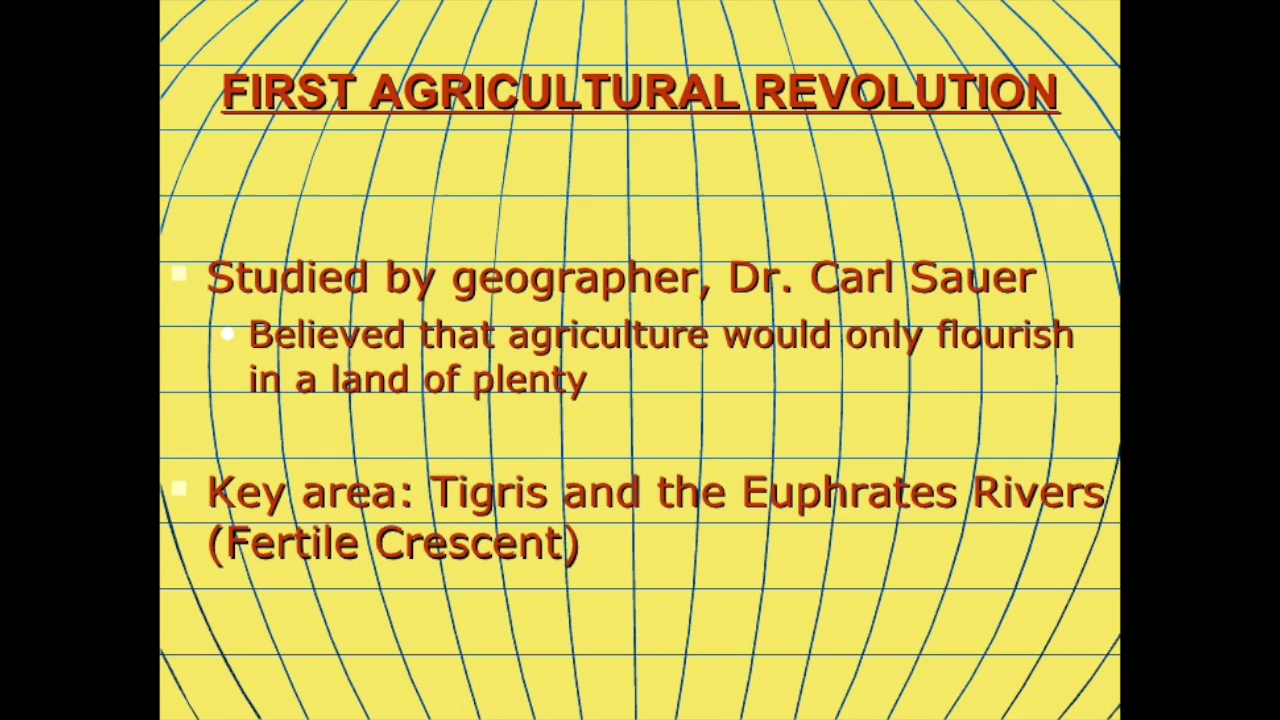 FIRST AGRICULTURAL REVOLUTION
Studied by geographer, Dr. Carl Sauer
Believed that agriculture would only flourish
in a land of plenty
Key area: Tigris and the Euphrates Rivers
(Fertile Crescent)